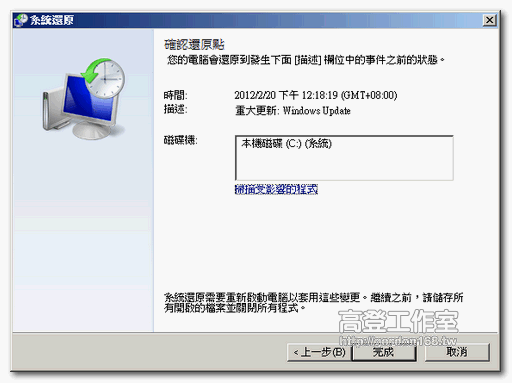 系統還原
確認還原點
您的電腦會還原到發生下面 [描述] 欄位中的事件之前的狀態。
時間: 2012/2/20 下午 12:18:19 (GMT+08:00)
描述: 重大更新: Windows Update
磁碟機: 本機磁碟 (C:) (系統)
掃描受影響的程式
系統還原需要重新啟動電腦以套用這些變更。繼續之前，請儲存所
有開啟的檔案並關閉所有程式。
高登工作室
< 上一步(B) 完成 取消